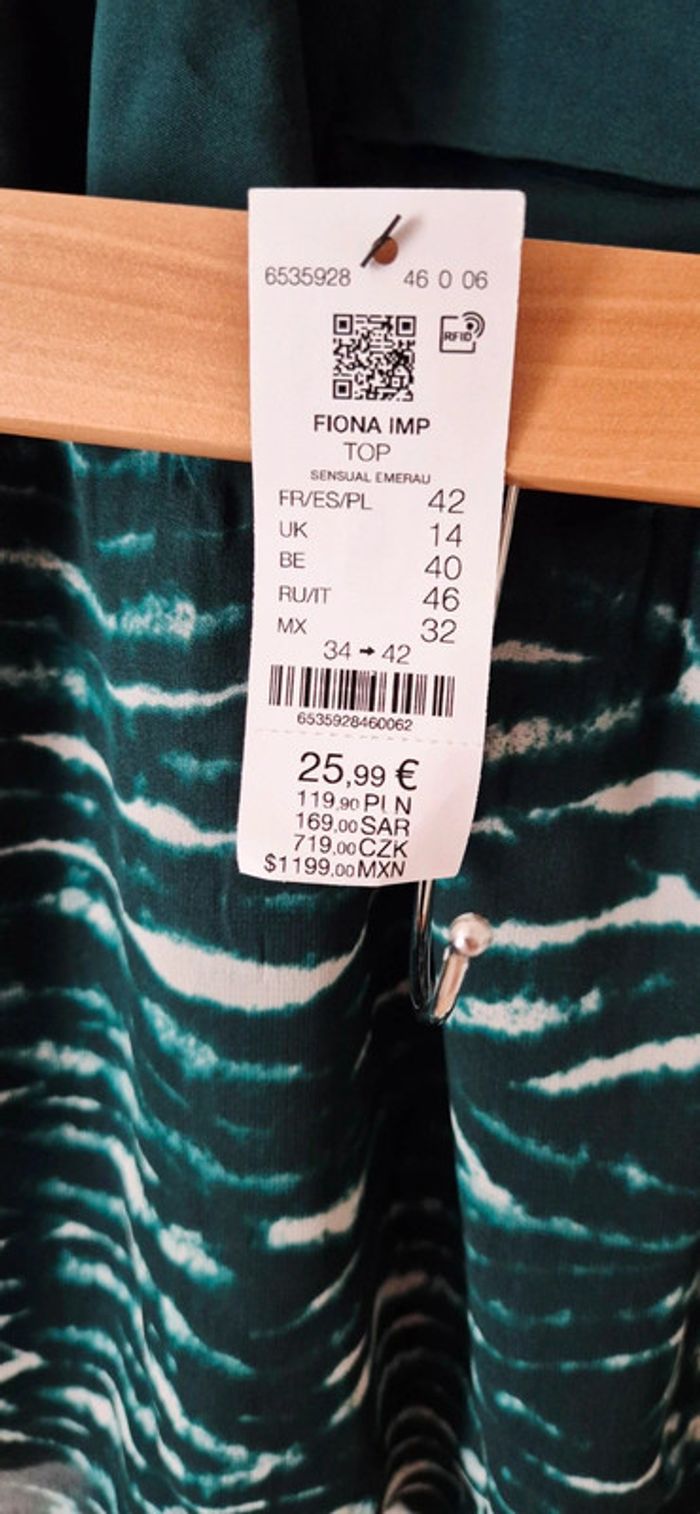 6535928 46 0 06
RFID
FIONA IMP
TOP
SENSUAL EMERAU
FR/ES/PL 42
UK 14
BE 40
RU/IT 46
MX 32
34 → 42
6535928460062
25,99 €
119,90 PLN
169,00 SAR
719,00 CZK
$1199,00 MXN